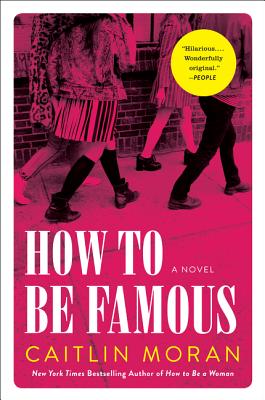 "Hilarious....
Wonderfully
original."
—PEOPLE
HOW TO
A NOVEL
BE FAMOUS
CAITLIN MORAN
New York Times Bestselling Author of How to Be a Woman